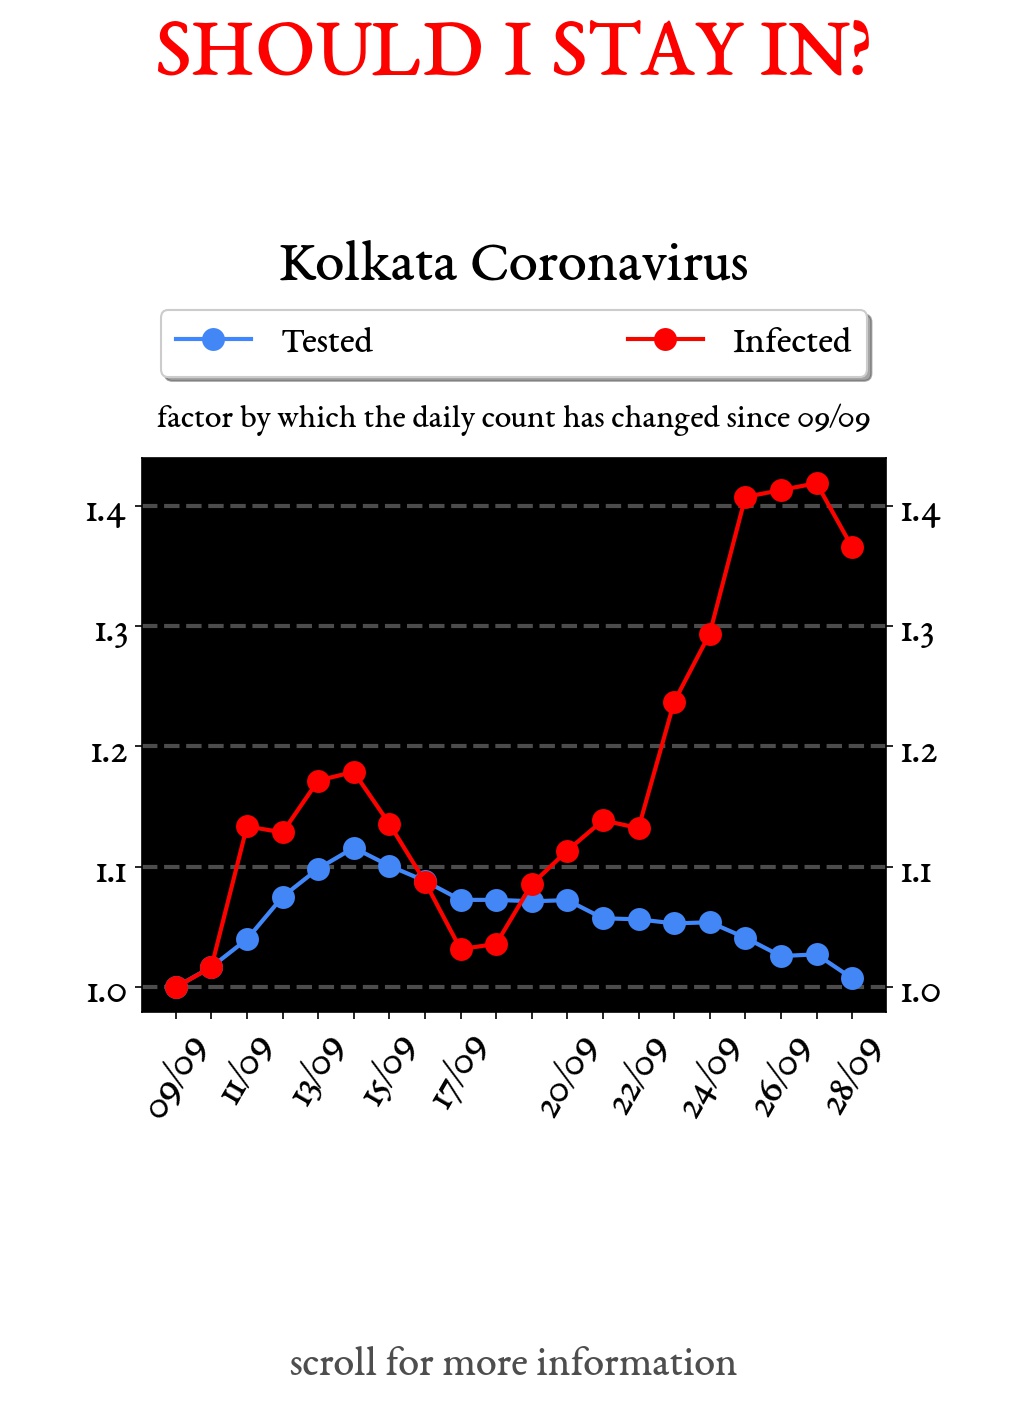 SHOULD I STAY IN?
Kolkata Coronavirus
Tested Infected
factor by which the daily count has changed since 09/09
1.4 1.4
1.3 1.3
1.2 1.2
1.1 1.1
1.0 1.0
09/09 11/09 13/09 15/09 17/09 20/09 22/09 24/09 26/09 28/09
scroll for more information